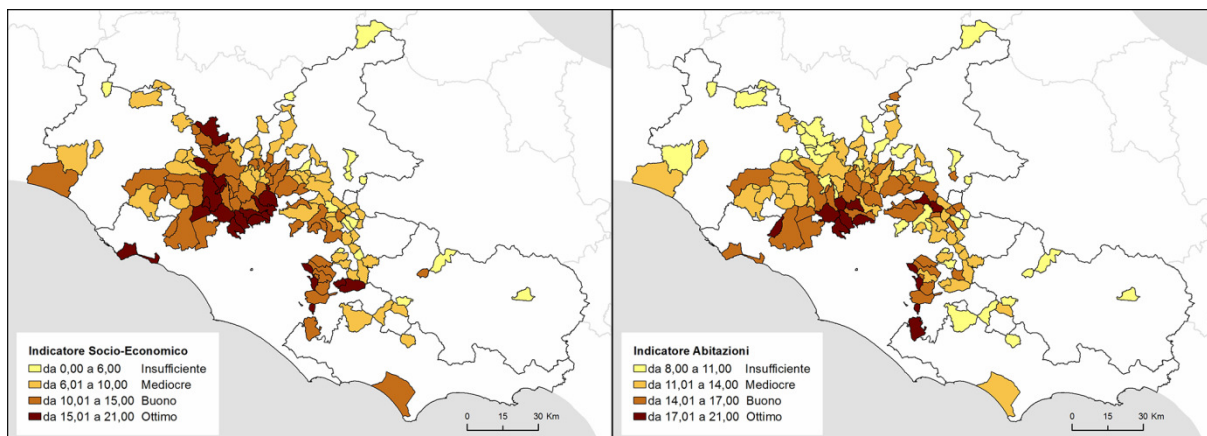 Indicatore Socio-Economico
da 0,00 a 6,00 Insufficiente
da 6,01 a 10,00 Mediocre
da 10,01 a 15,00 Buono
da 15,01 a 21,00 Ottimo
0 15 30 Km
Indicatore Abitazioni
da 8,00 a 11,00 Insufficiente
da 11,01 a 14,00 Mediocre
da 14,01 a 17,00 Buono
da 17,01 a 21,00 Ottimo
0 15 30 Km